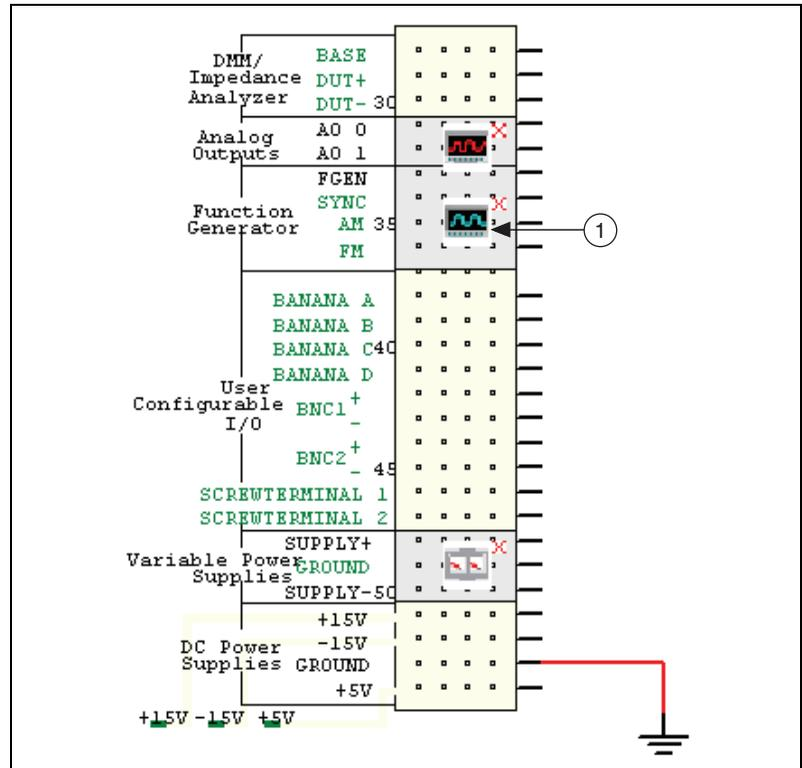 DMM/
Impedance
Analyzer
BASE
DUT+
DUT- 30
Analog
Outputs
AO 0
AO 1
Function
Generator
FGEN
SYNC
AM 35
FM
1
User
Configurable
I/O
BANANA A
BANANA B
BANANA C 40
BANANA D
BNC1 +
-
BNC2 +
- 45
SCREWTERMINAL 1
SCREWTERMINAL 2
Variable Power
Supplies
SUPPLY+
GROUND
SUPPLY- 50
DC Power
Supplies
+15V
-15V
GROUND
+5V
+15V -15V +5V